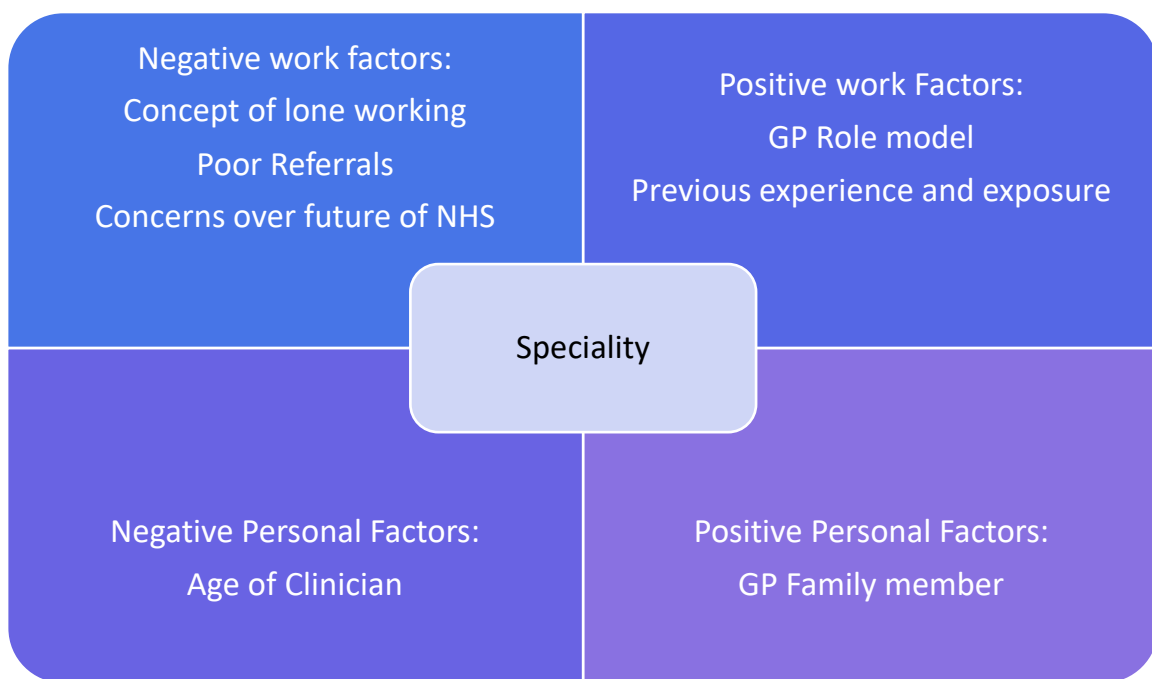 Negative work factors:
Concept of lone working
Poor Referrals
Concerns over future of NHS
Positive work Factors:
GP Role model
Previous experience and exposure
Speciality
Negative Personal Factors:
Age of Clinician
Positive Personal Factors:
GP Family member